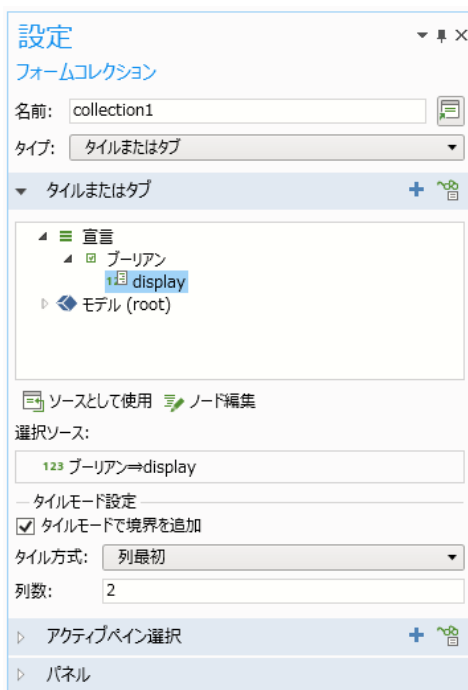 設定
フォームコレクション
名前: collection1
タイプ: タイルまたはタブ
タイルまたはタブ
宣言
ブーリアン
display
モデル (root)
ソースとして使用 ノード編集
選択ソース:
123 ブーリアン⇒display
タイルモード設定
タイルモードで境界を追加
タイル方式: 列最初
列数: 2
アクティブペイン選択
パネル